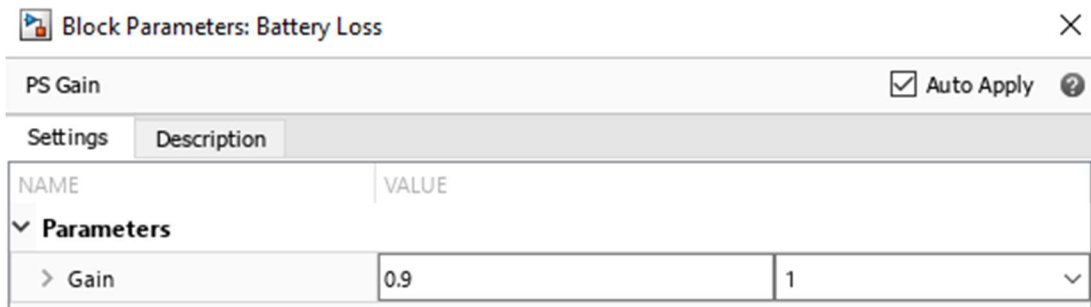 Block Parameters: Battery Loss
PS Gain Auto Apply
Settings Description
NAME VALUE
Parameters
Gain 0.9 1